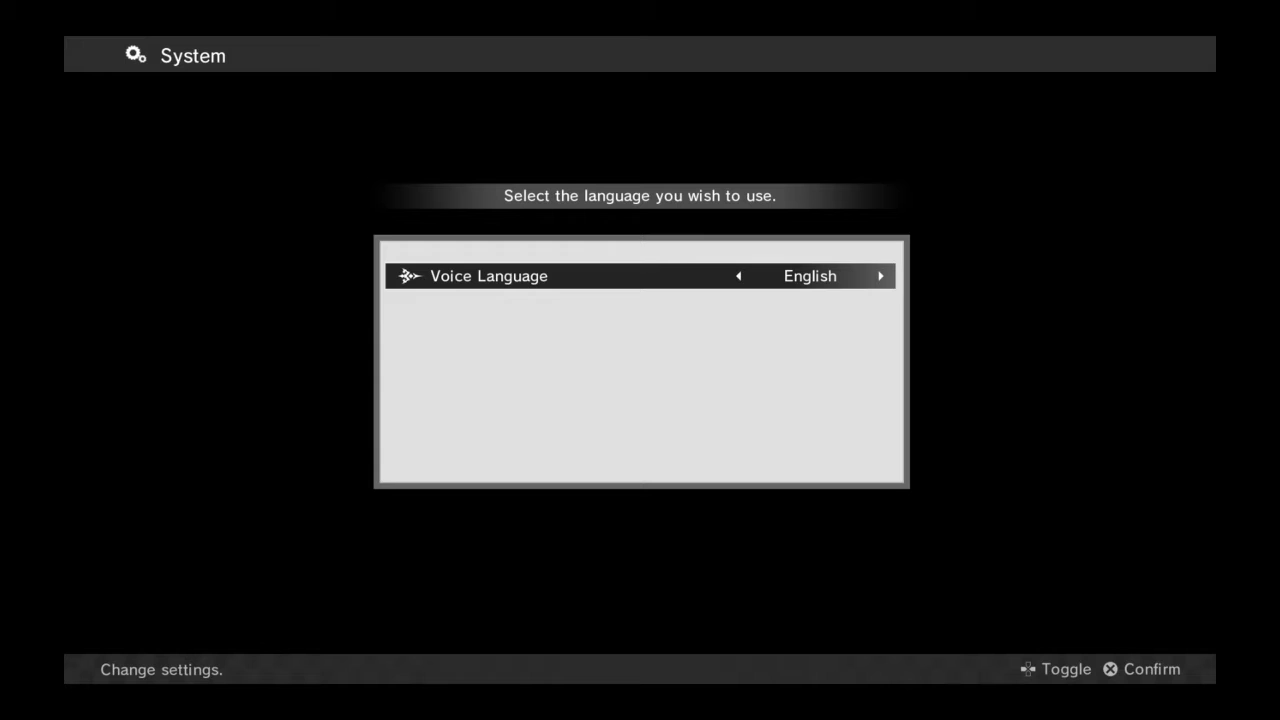 System
Select the language you wish to use.
Voice Language English
Change settings. Toggle Confirm